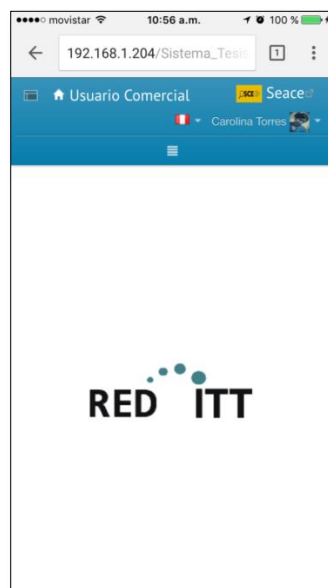 movistar 10:56 a.m. 100 %
192.168.1.204/Sistema_Tesis 1
Usuario Comercial Seace
Carolina Torres
RED ITT